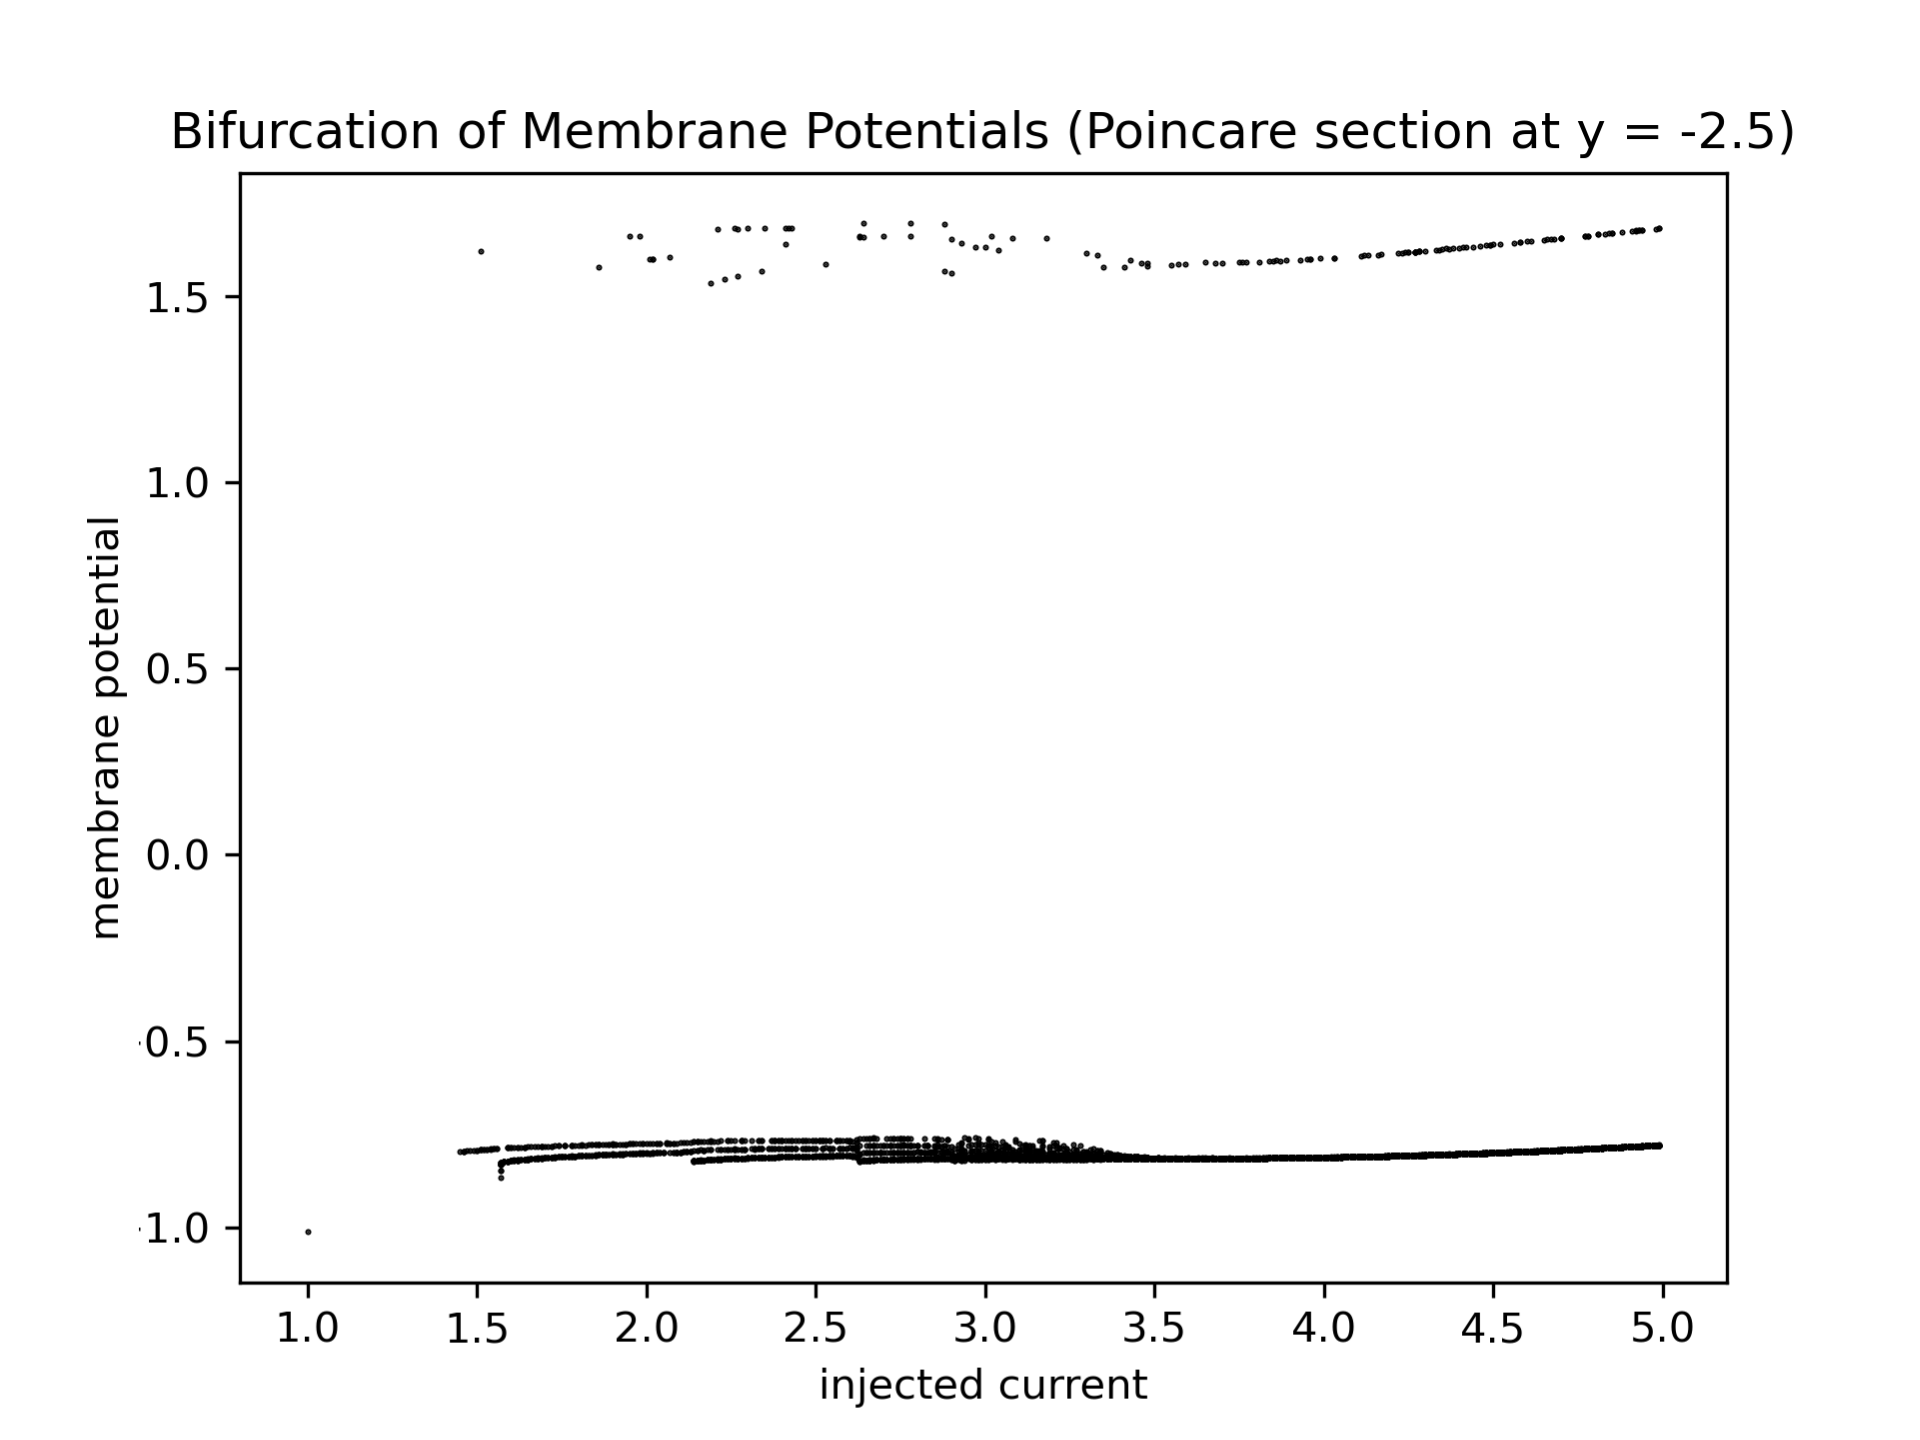 Bifurcation of Membrane Potentials (Poincare section at y = -2.5)
membrane potential
1.5
1.0
0.5
0.0
-0.5
-1.0
1.0 1.5 2.0 2.5 3.0 3.5 4.0 4.5 5.0
injected current